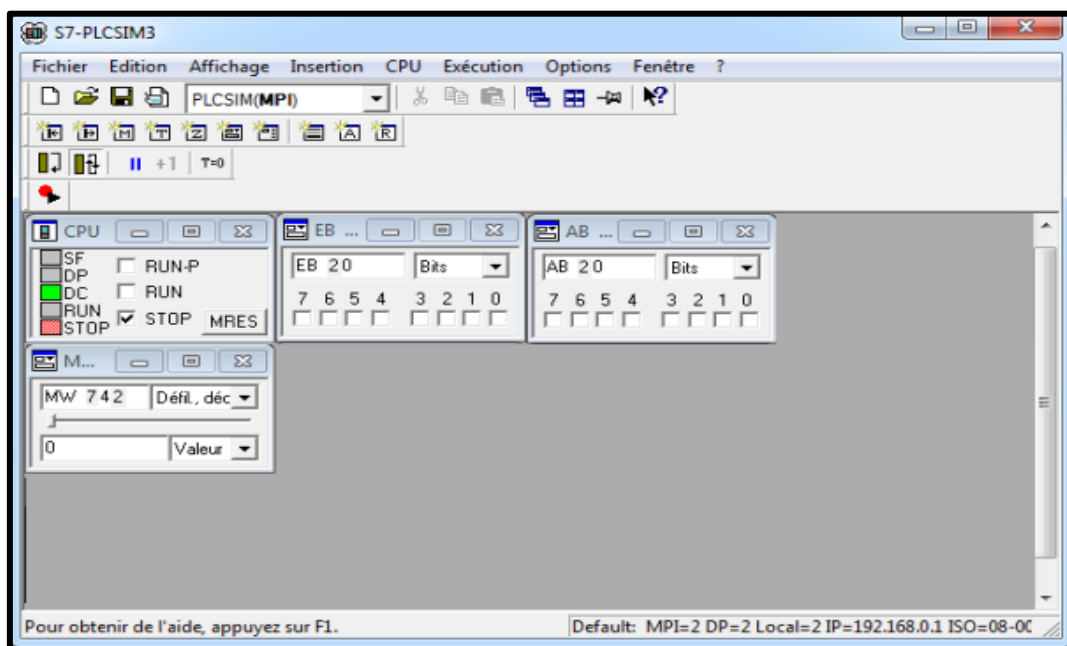 S7-PLCSIM3
Fichier Edition Affichage Insertion CPU Exécution Options Fenêtre ?
PLCSIM(MPI)
M T Z A R
+1 T=0
CPU
SF
DP
DC
RUN
STOP
RUN-P
RUN
STOP MRES
EB ...
EB 20 Bits
7 6 5 4 3 2 1 0
AB ...
AB 20 Bits
7 6 5 4 3 2 1 0
M...
MW 742 Défil., déc
0 Valeur
Pour obtenir de l'aide, appuyez sur F1.
Default: MPI=2 DP=2 Local=2 IP=192.168.0.1 ISO=08-00